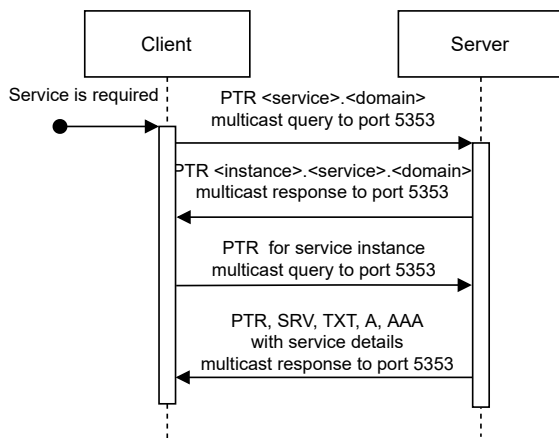 Client
Server
Service is required
PTR <service>.<domain>
multicast query to port 5353
PTR <instance>.<service>.<domain>
multicast response to port 5353
PTR  for service instance
multicast query to port 5353
PTR, SRV, TXT, A, AAA
with service details
multicast response to port 5353